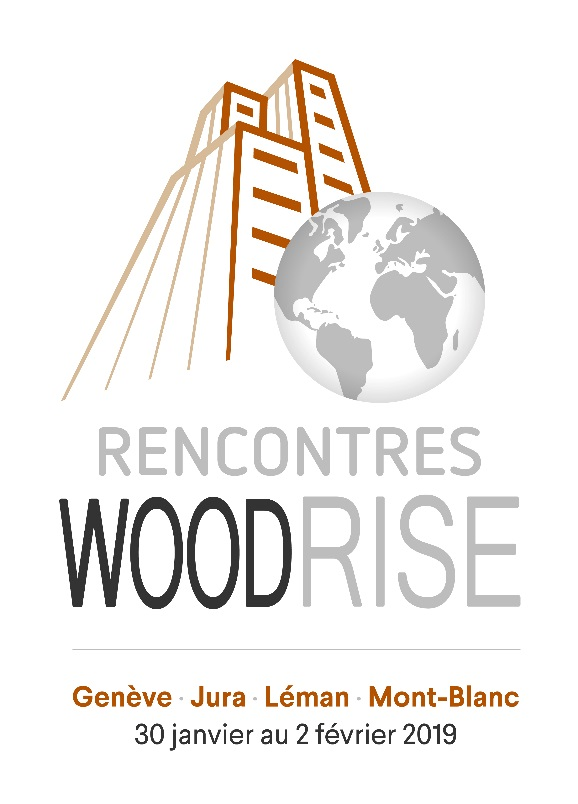 RENCONTRES
WOODRISE
Genève · Jura · Léman · Mont-Blanc
30 janvier au 2 février 2019